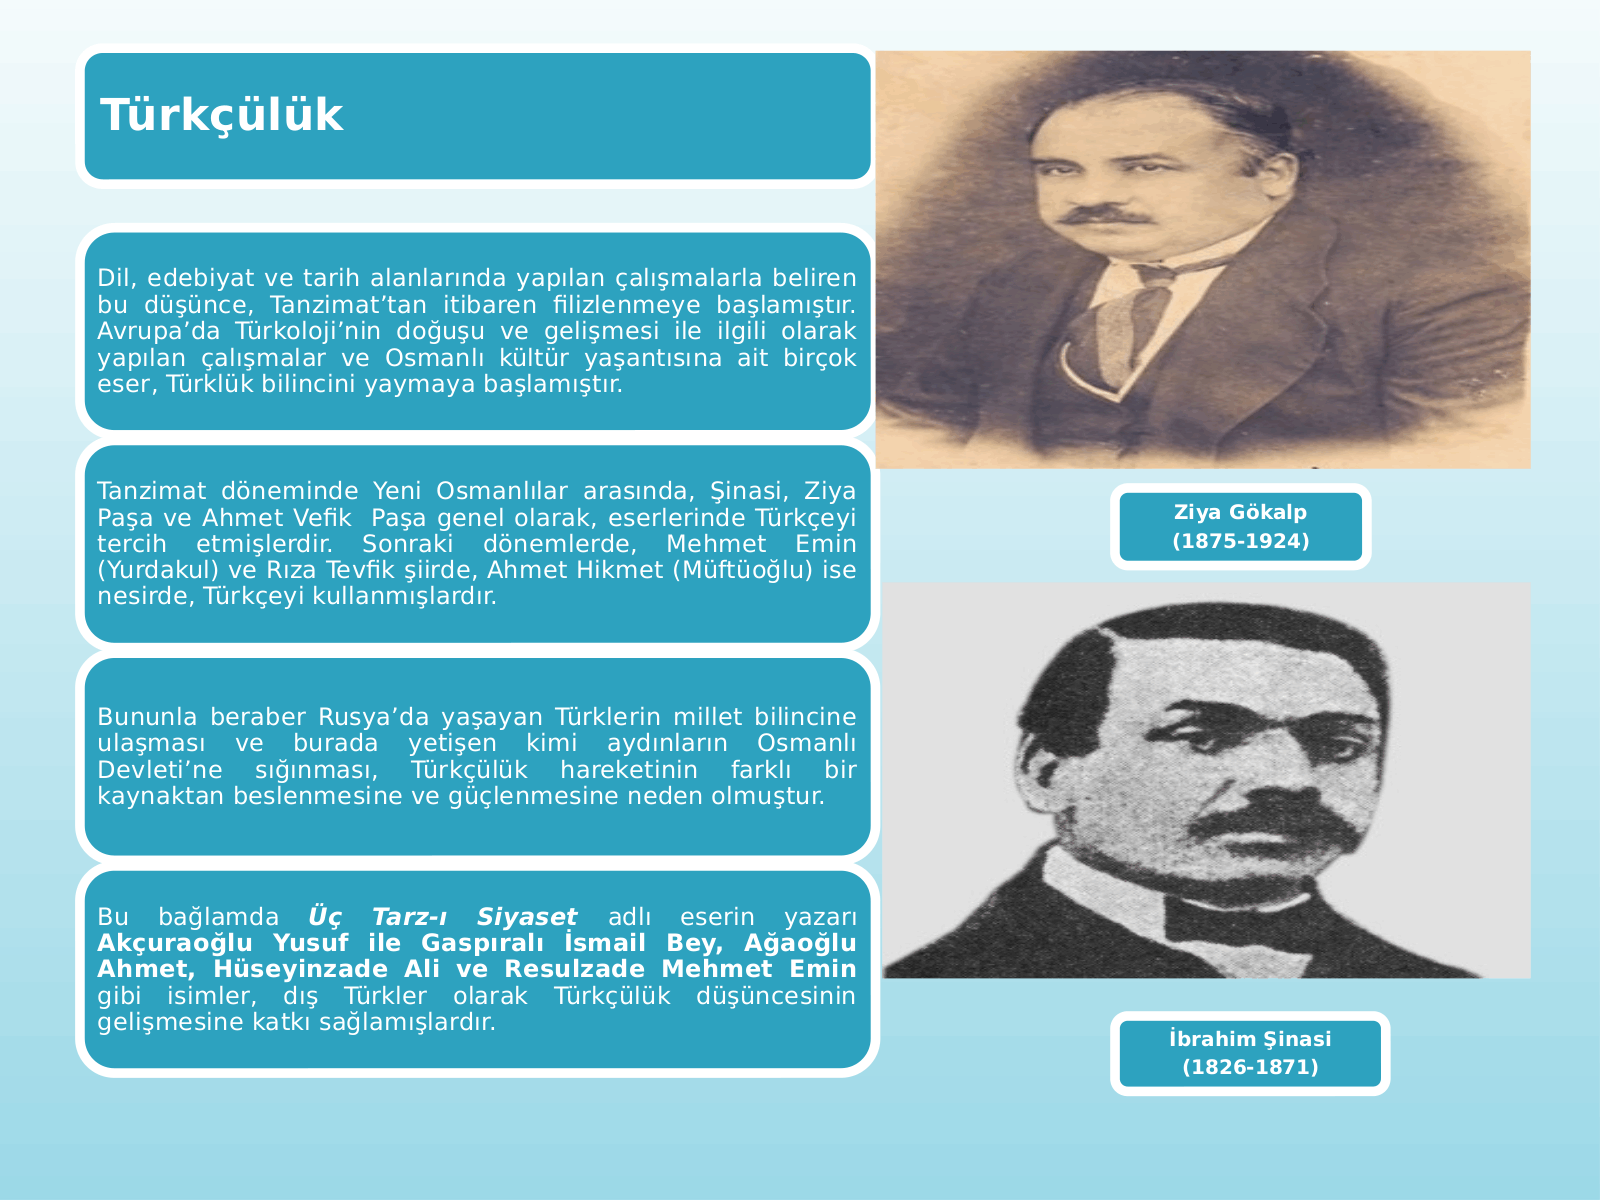 Türkçülük
Dil, edebiyat ve tarih alanlarında yapılan çalışmalarla beliren
bu düşünce, Tanzimat’tan itibaren filizlenmeye başlamıştır.
Avrupa’da Türkoloji’nin doğuşu ve gelişmesi ile ilgili olarak
yapılan çalışmalar ve Osmanlı kültür yaşantısına ait birçok
eser, Türklük bilincini yaymaya başlamıştır.
Tanzimat döneminde Yeni Osmanlılar arasında, Şinasi, Ziya
Paşa ve Ahmet Vefik  Paşa genel olarak, eserlerinde Türkçeyi
tercih etmişlerdir. Sonraki dönemlerde, Mehmet Emin
(Yurdakul) ve Rıza Tevfik şiirde, Ahmet Hikmet (Müftüoğlu) ise
nesirde, Türkçeyi kullanmışlardır.
Bununla beraber Rusya’da yaşayan Türklerin millet bilincine
ulaşması ve burada yetişen kimi aydınların Osmanlı
Devleti’ne sığınması, Türkçülük hareketinin farklı bir
kaynaktan beslenmesine ve güçlenmesine neden olmuştur.
Bu bağlamda Üç Tarz-ı Siyaset adlı eserin yazarı
Akçuraoğlu Yusuf ile Gaspıralı İsmail Bey, Ağaoğlu
Ahmet, Hüseyinzade Ali ve Resulzade Mehmet Emin
gibi isimler, dış Türkler olarak Türkçülük düşüncesinin
gelişmesine katkı sağlamışlardır.
Ziya Gökalp
(1875-1924)
İbrahim Şinasi
(1826-1871)